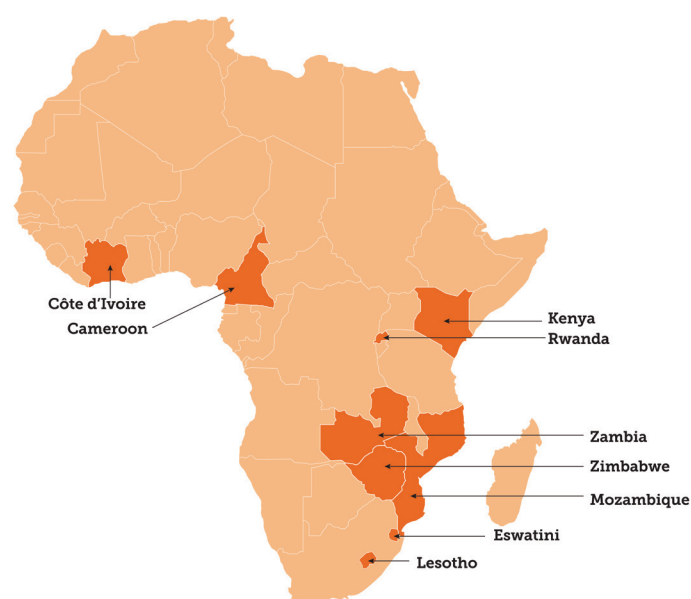 Côte d'Ivoire
Cameroon
Kenya
Rwanda
Zambia
Zimbabwe
Mozambique
Eswatini
Lesotho